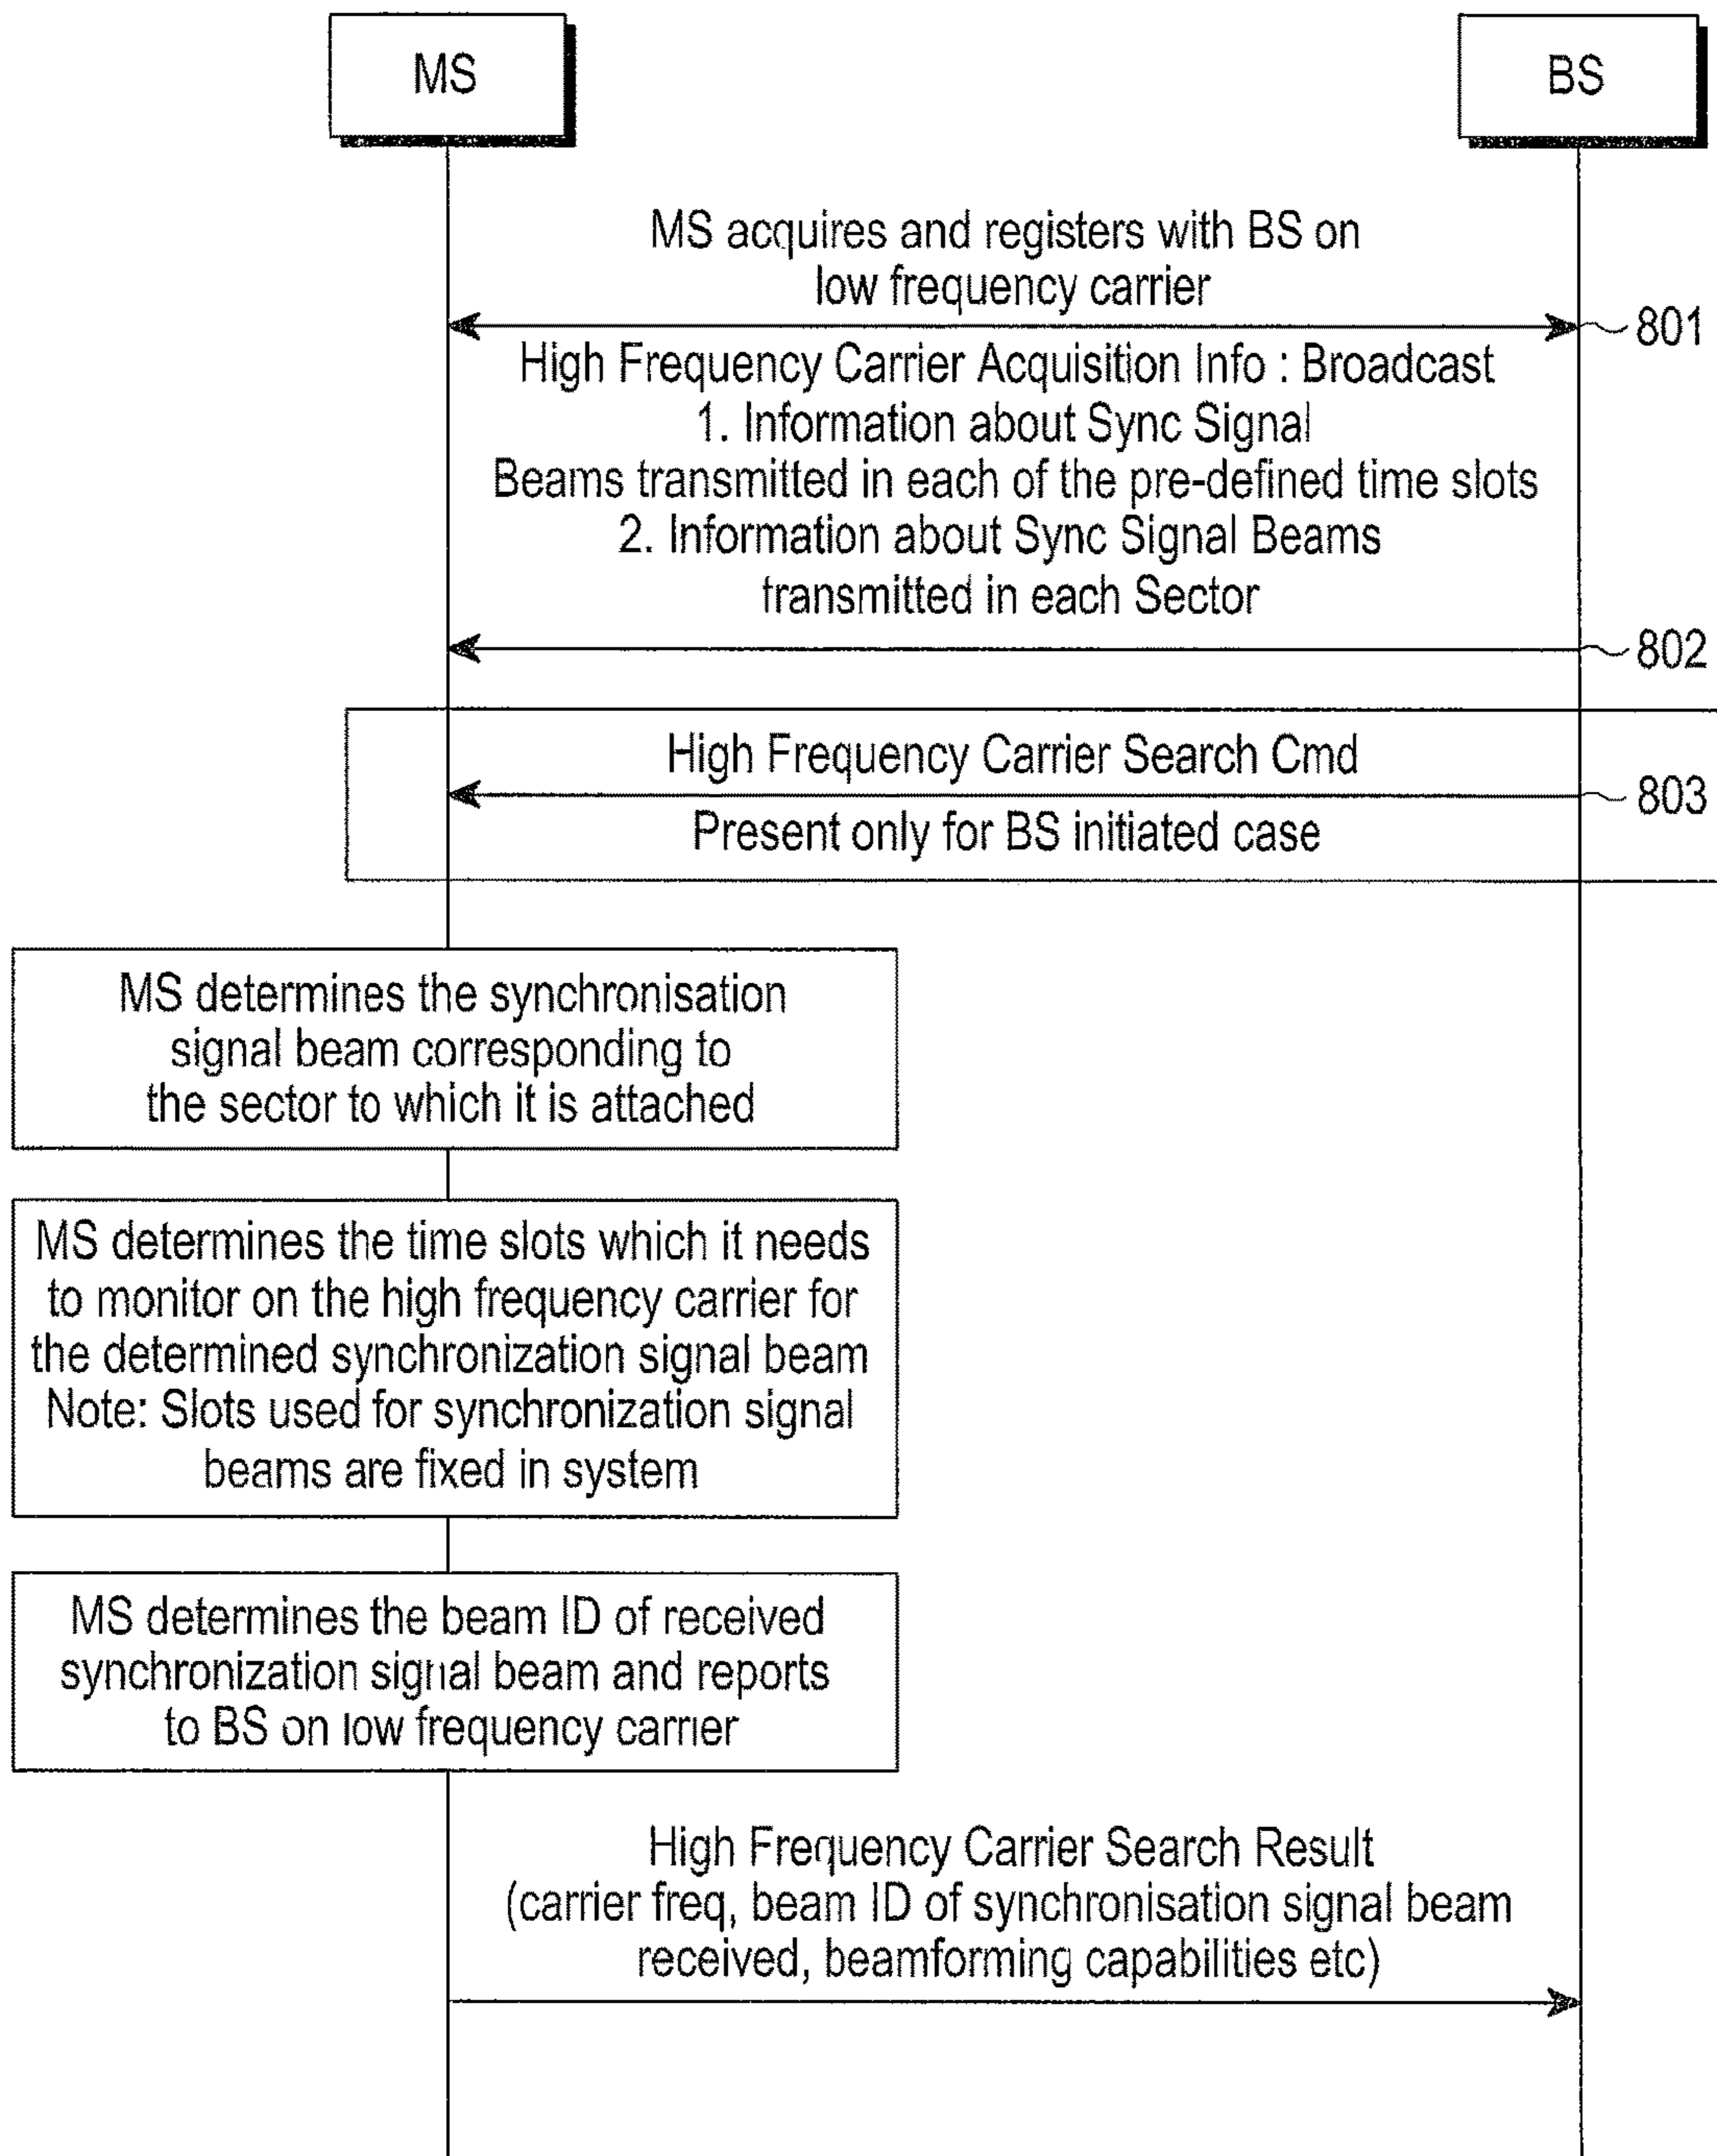 MS
BS
MS acquires and registers with BS on
low frequency carrier
801
High Frequency Carrier Acquisition Info : Broadcast
1. Information about Sync Signal
Beams transmitted in each of the pre-defined time slots
2. Information about Sync Signal Beams
transmitted in each Sector
802
High Frequency Carrier Search Cmd
803
Present only for BS initiated case
MS determines the synchronisation
signal beam corresponding to
the sector to which it is attached
MS determines the time slots which it needs
to monitor on the high frequency carrier for
the determined synchronization signal beam
Note: Slots used for synchronization signal
beams are fixed in system
MS determines the beam ID of received
synchronization signal beam and reports
to BS on low frequency carrier
High Frequency Carrier Search Result
(carrier freq, beam ID of synchronisation signal beam
received, beamforming capabilities etc)